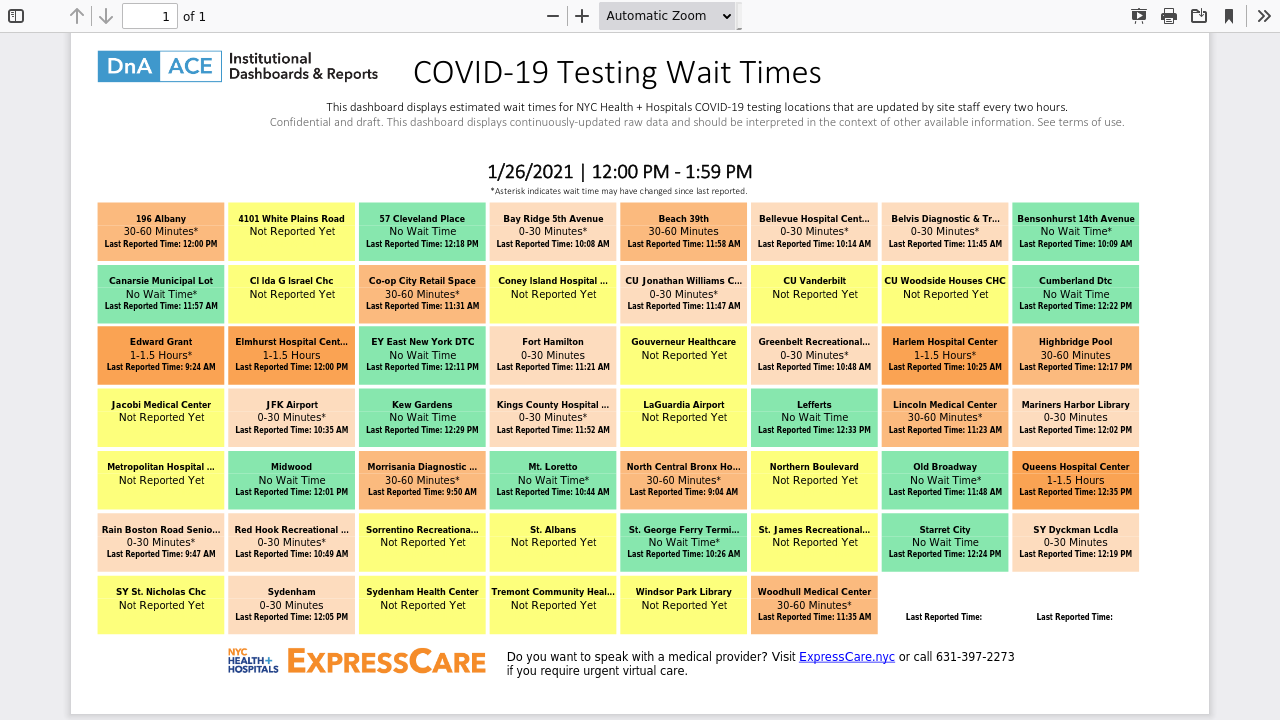 1
of 1
Automatic Zoom
DnA ACE Institutional
Dashboards & Reports
COVID-19 Testing Wait Times
This dashboard displays estimated wait times for NYC Health + Hospitals COVID-19 testing locations that are updated by site staff every two hours.
Confidential and draft. This dashboard displays continuously-updated raw data and should be interpreted in the context of other available information. See terms of use.
1/26/2021 | 12:00 PM - 1:59 PM
*Asterisk indicates wait time may have changed since last reported.
196 Albany
30-60 Minutes*
Last Reported Time: 12:00 PM
4101 White Plains Road
Not Reported Yet
57 Cleveland Place
No Wait Time
Last Reported Time: 12:18 PM
Bay Ridge 5th Avenue
0-30 Minutes*
Last Reported Time: 10:08 AM
Beach 39th
30-60 Minutes
Last Reported Time: 11:58 AM
Bellevue Hospital Cent...
0-30 Minutes*
Last Reported Time: 10:14 AM
Belvis Diagnostic & Tr...
0-30 Minutes*
Last Reported Time: 11:45 AM
Bensonhurst 14th Avenue
No Wait Time*
Last Reported Time: 10:09 AM
Canarsie Municipal Lot
No Wait Time*
Last Reported Time: 11:57 AM
Cl Ida G Israel Chc
Not Reported Yet
Co-op City Retail Space
30-60 Minutes*
Last Reported Time: 11:31 AM
Coney Island Hospital ...
Not Reported Yet
CU Jonathan Williams C...
0-30 Minutes*
Last Reported Time: 11:47 AM
CU Vanderbilt
Not Reported Yet
CU Woodside Houses CHC
Not Reported Yet
Cumberland Dtc
No Wait Time
Last Reported Time: 12:22 PM
Edward Grant
1-1.5 Hours*
Last Reported Time: 9:24 AM
Elmhurst Hospital Cent...
1-1.5 Hours
Last Reported Time: 12:00 PM
EY East New York DTC
No Wait Time
Last Reported Time: 12:11 PM
Fort Hamilton
0-30 Minutes
Last Reported Time: 11:21 AM
Gouverneur Healthcare
Not Reported Yet
Greenbelt Recreational...
0-30 Minutes*
Last Reported Time: 10:48 AM
Harlem Hospital Center
1-1.5 Hours*
Last Reported Time: 10:25 AM
Highbridge Pool
30-60 Minutes
Last Reported Time: 12:17 PM
Jacobi Medical Center
Not Reported Yet
JFK Airport
0-30 Minutes*
Last Reported Time: 10:35 AM
Kew Gardens
No Wait Time
Last Reported Time: 12:29 PM
Kings County Hospital ...
0-30 Minutes*
Last Reported Time: 11:52 AM
LaGuardia Airport
Not Reported Yet
Lefferts
No Wait Time
Last Reported Time: 12:33 PM
Lincoln Medical Center
30-60 Minutes*
Last Reported Time: 11:23 AM
Mariners Harbor Library
0-30 Minutes
Last Reported Time: 12:02 PM
Metropolitan Hospital ...
Not Reported Yet
Midwood
No Wait Time
Last Reported Time: 12:01 PM
Morrisania Diagnostic ...
30-60 Minutes*
Last Reported Time: 9:50 AM
Mt. Loretto
No Wait Time*
Last Reported Time: 10:44 AM
North Central Bronx Ho...
30-60 Minutes*
Last Reported Time: 9:04 AM
Northern Boulevard
Not Reported Yet
Old Broadway
No Wait Time*
Last Reported Time: 11:48 AM
Queens Hospital Center
1-1.5 Hours
Last Reported Time: 12:35 PM
Rain Boston Road Senio...
0-30 Minutes*
Last Reported Time: 9:47 AM
Red Hook Recreational ...
0-30 Minutes*
Last Reported Time: 10:49 AM
Sorrentino Recreationa...
Not Reported Yet
St. Albans
Not Reported Yet
St. George Ferry Termi...
No Wait Time*
Last Reported Time: 10:26 AM
St. James Recreational...
Not Reported Yet
Starret City
No Wait Time
Last Reported Time: 12:24 PM
SY Dyckman Lcdla
0-30 Minutes
Last Reported Time: 12:19 PM
SY St. Nicholas Chc
Not Reported Yet
Sydenham
0-30 Minutes
Last Reported Time: 12:05 PM
Sydenham Health Center
Not Reported Yet
Tremont Community Heal...
Not Reported Yet
Windsor Park Library
Not Reported Yet
Woodhull Medical Center
30-60 Minutes*
Last Reported Time: 11:35 AM
Last Reported Time:
Last Reported Time:
NYC
HEALTH+
HOSPITALS
EXPRESSCARE
Do you want to speak with a medical provider? Visit ExpressCare.nyc or call 631-397-2273
if you require urgent virtual care.